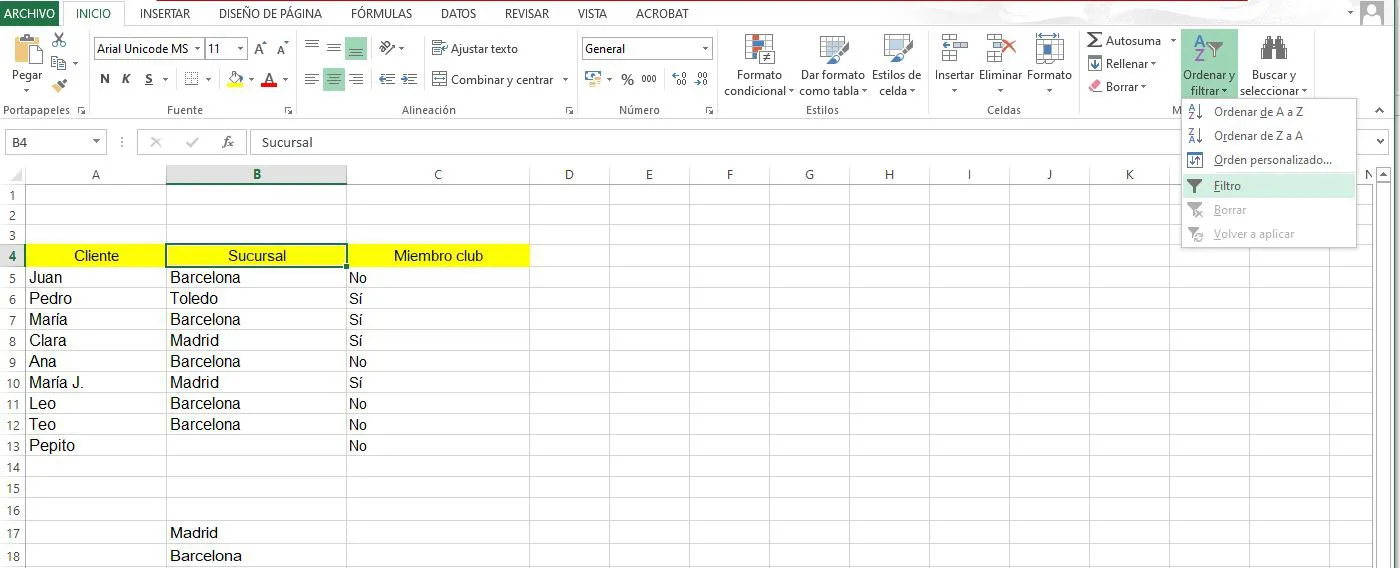 ARCHIVO INICIO INSERTAR DISEÑO DE PÁGINA FÓRMULAS DATOS REVISAR VISTA ACROBAT
Pegar
Portapapeles
Arial Unicode MS 11 A A
N K S A
Fuente
Ajustar texto
Combinar y centrar
Alineación
General
% 000
Número
Formato condicional
Dar formato como tabla
Estilos de celda
Estilos
Insertar Eliminar Formato
Celdas
Autosuma
Rellenar
Borrar
Ordenar y filtrar
Buscar y seleccionar
M
Ordenar de A a Z
Ordenar de Z a A
Orden personalizado...
Filtro
Borrar
Volver a aplicar
B4 fx Sucursal
A B C D E F G H I J K N
1
2
3
4 Cliente Sucursal Miembro club
5 Juan Barcelona No
6 Pedro Toledo Sí
7 María Barcelona Sí
8 Clara Madrid Sí
9 Ana Barcelona No
10 María J. Madrid Sí
11 Leo Barcelona No
12 Teo Barcelona No
13 Pepito No
14
15
16
17 Madrid
18 Barcelona